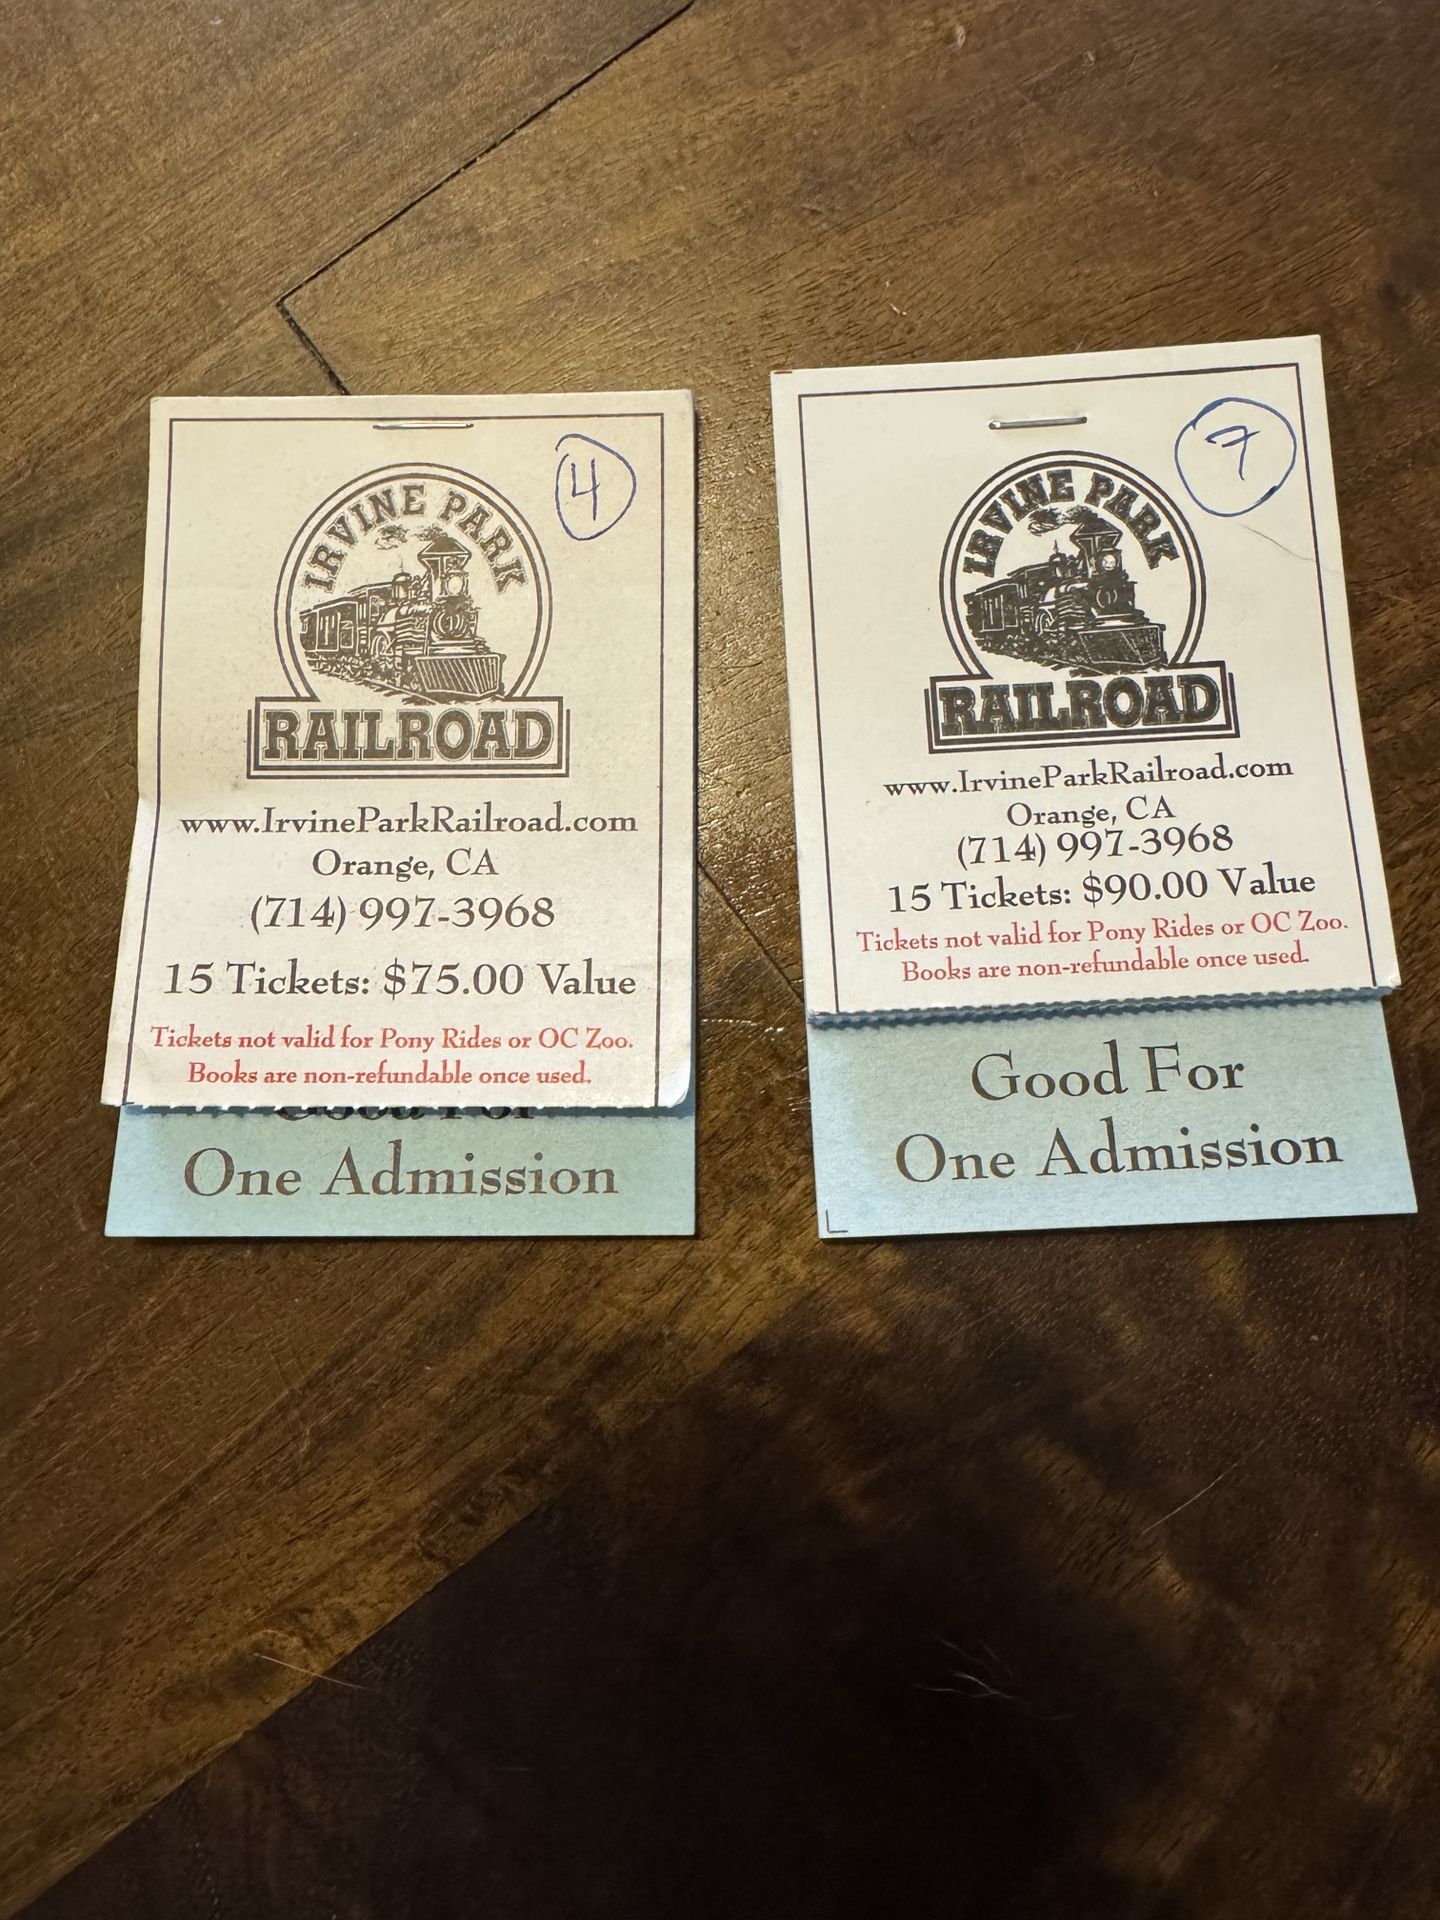 4
IRVINE PARK
RAILROAD
www.IrvineParkRailroad.com
Orange, CA
(714) 997-3968
15 Tickets: $75.00 Value
Tickets not valid for Pony Rides or OC Zoo.
Books are non-refundable once used.
Good For
One Admission
7
IRVINE PARK
RAILROAD
www.IrvineParkRailroad.com
Orange, CA
(714) 997-3968
15 Tickets: $90.00 Value
Tickets not valid for Pony Rides or OC Zoo.
Books are non-refundable once used.
Good For
One Admission